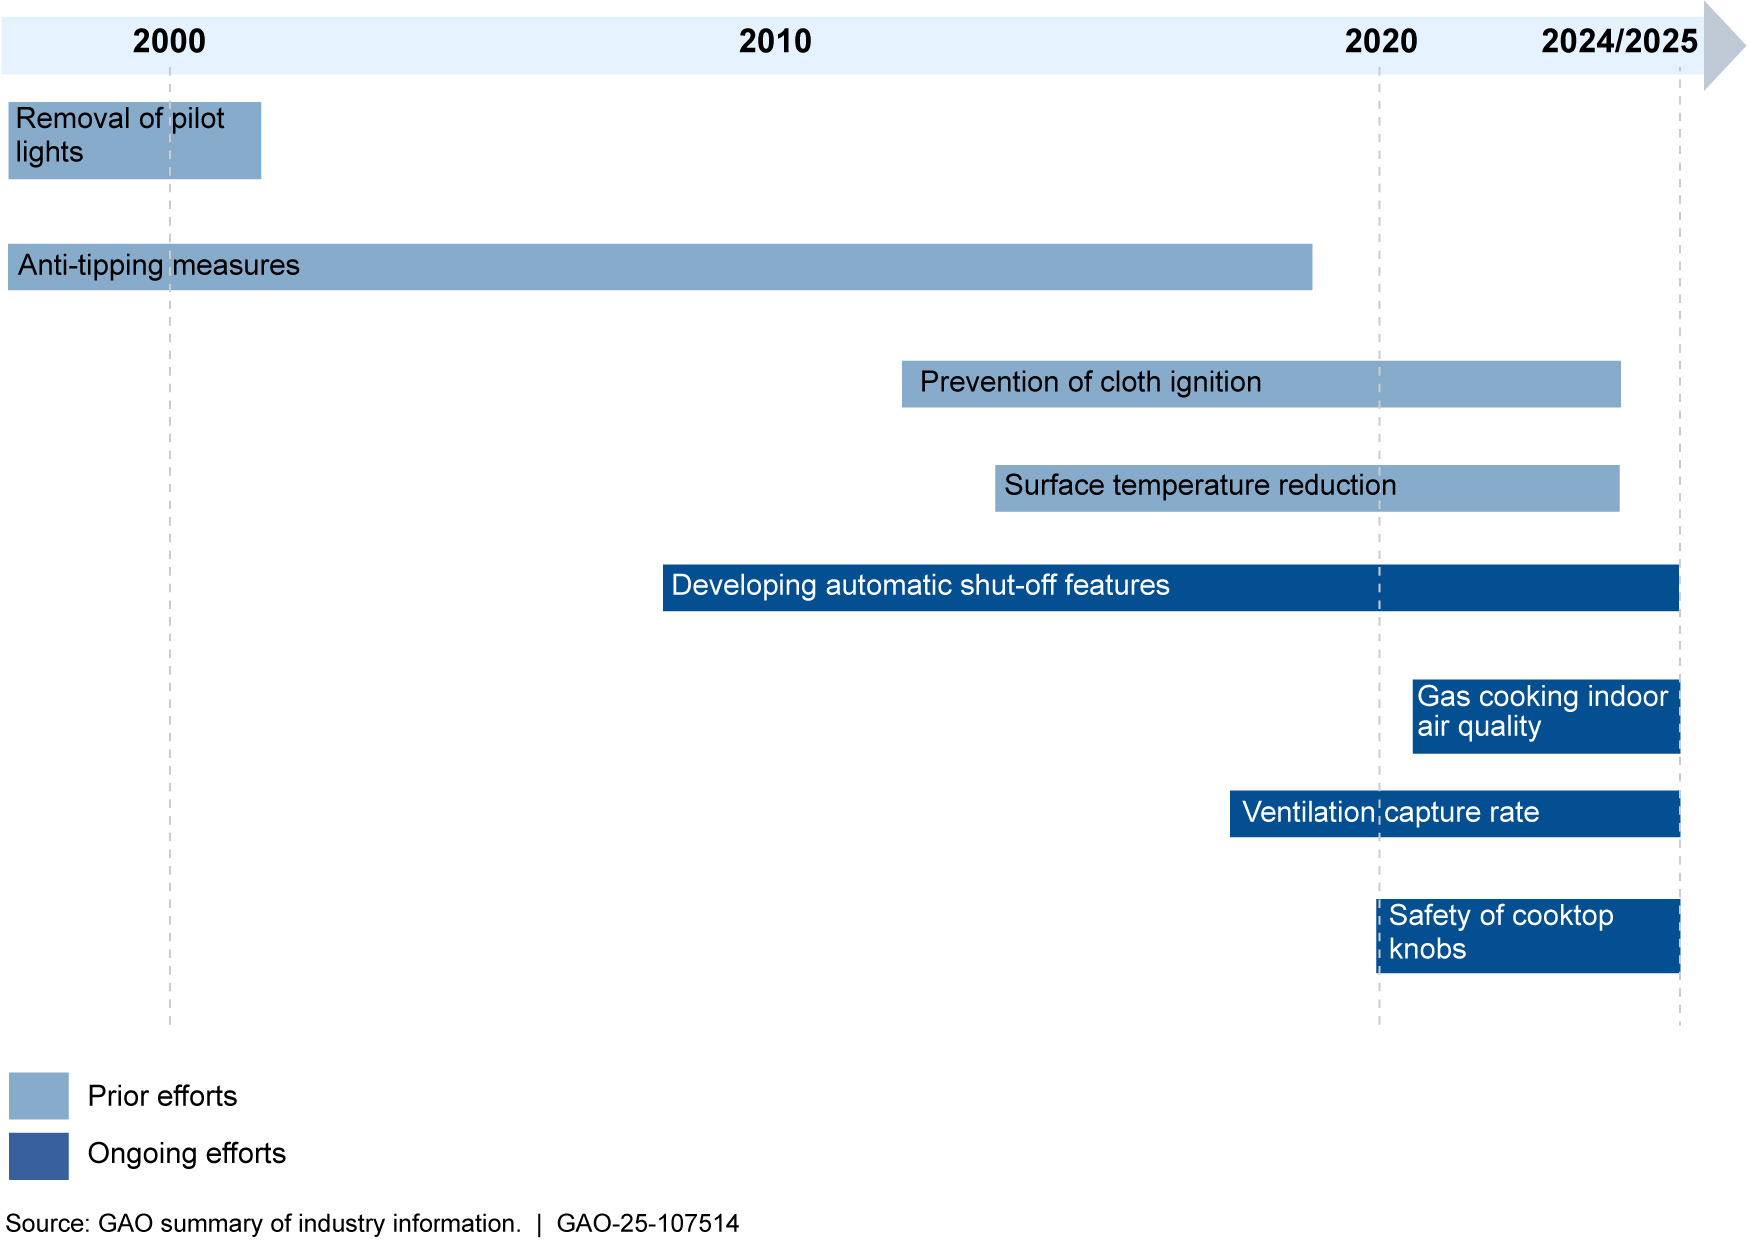 2000 2010 2020 2024/2025
Removal of pilot
lights
Anti-tipping measures
Prevention of cloth ignition
Surface temperature reduction
Developing automatic shut-off features
Gas cooking indoor
air quality
Ventilation capture rate
Safety of cooktop
knobs
Prior efforts
Ongoing efforts
Source: GAO summary of industry information. | GAO-25-107514